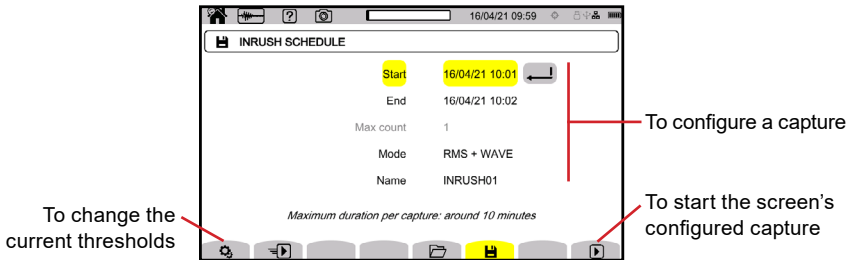 ?
16/04/21 09:59
INRUSH SCHEDULE
Start 16/04/21 10:01
End 16/04/21 10:02
Max count 1
Mode RMS + WAVE
Name INRUSH01
Maximum duration per capture: around 10 minutes
To configure a capture
To change the
current thresholds
To start the screen's
configured capture